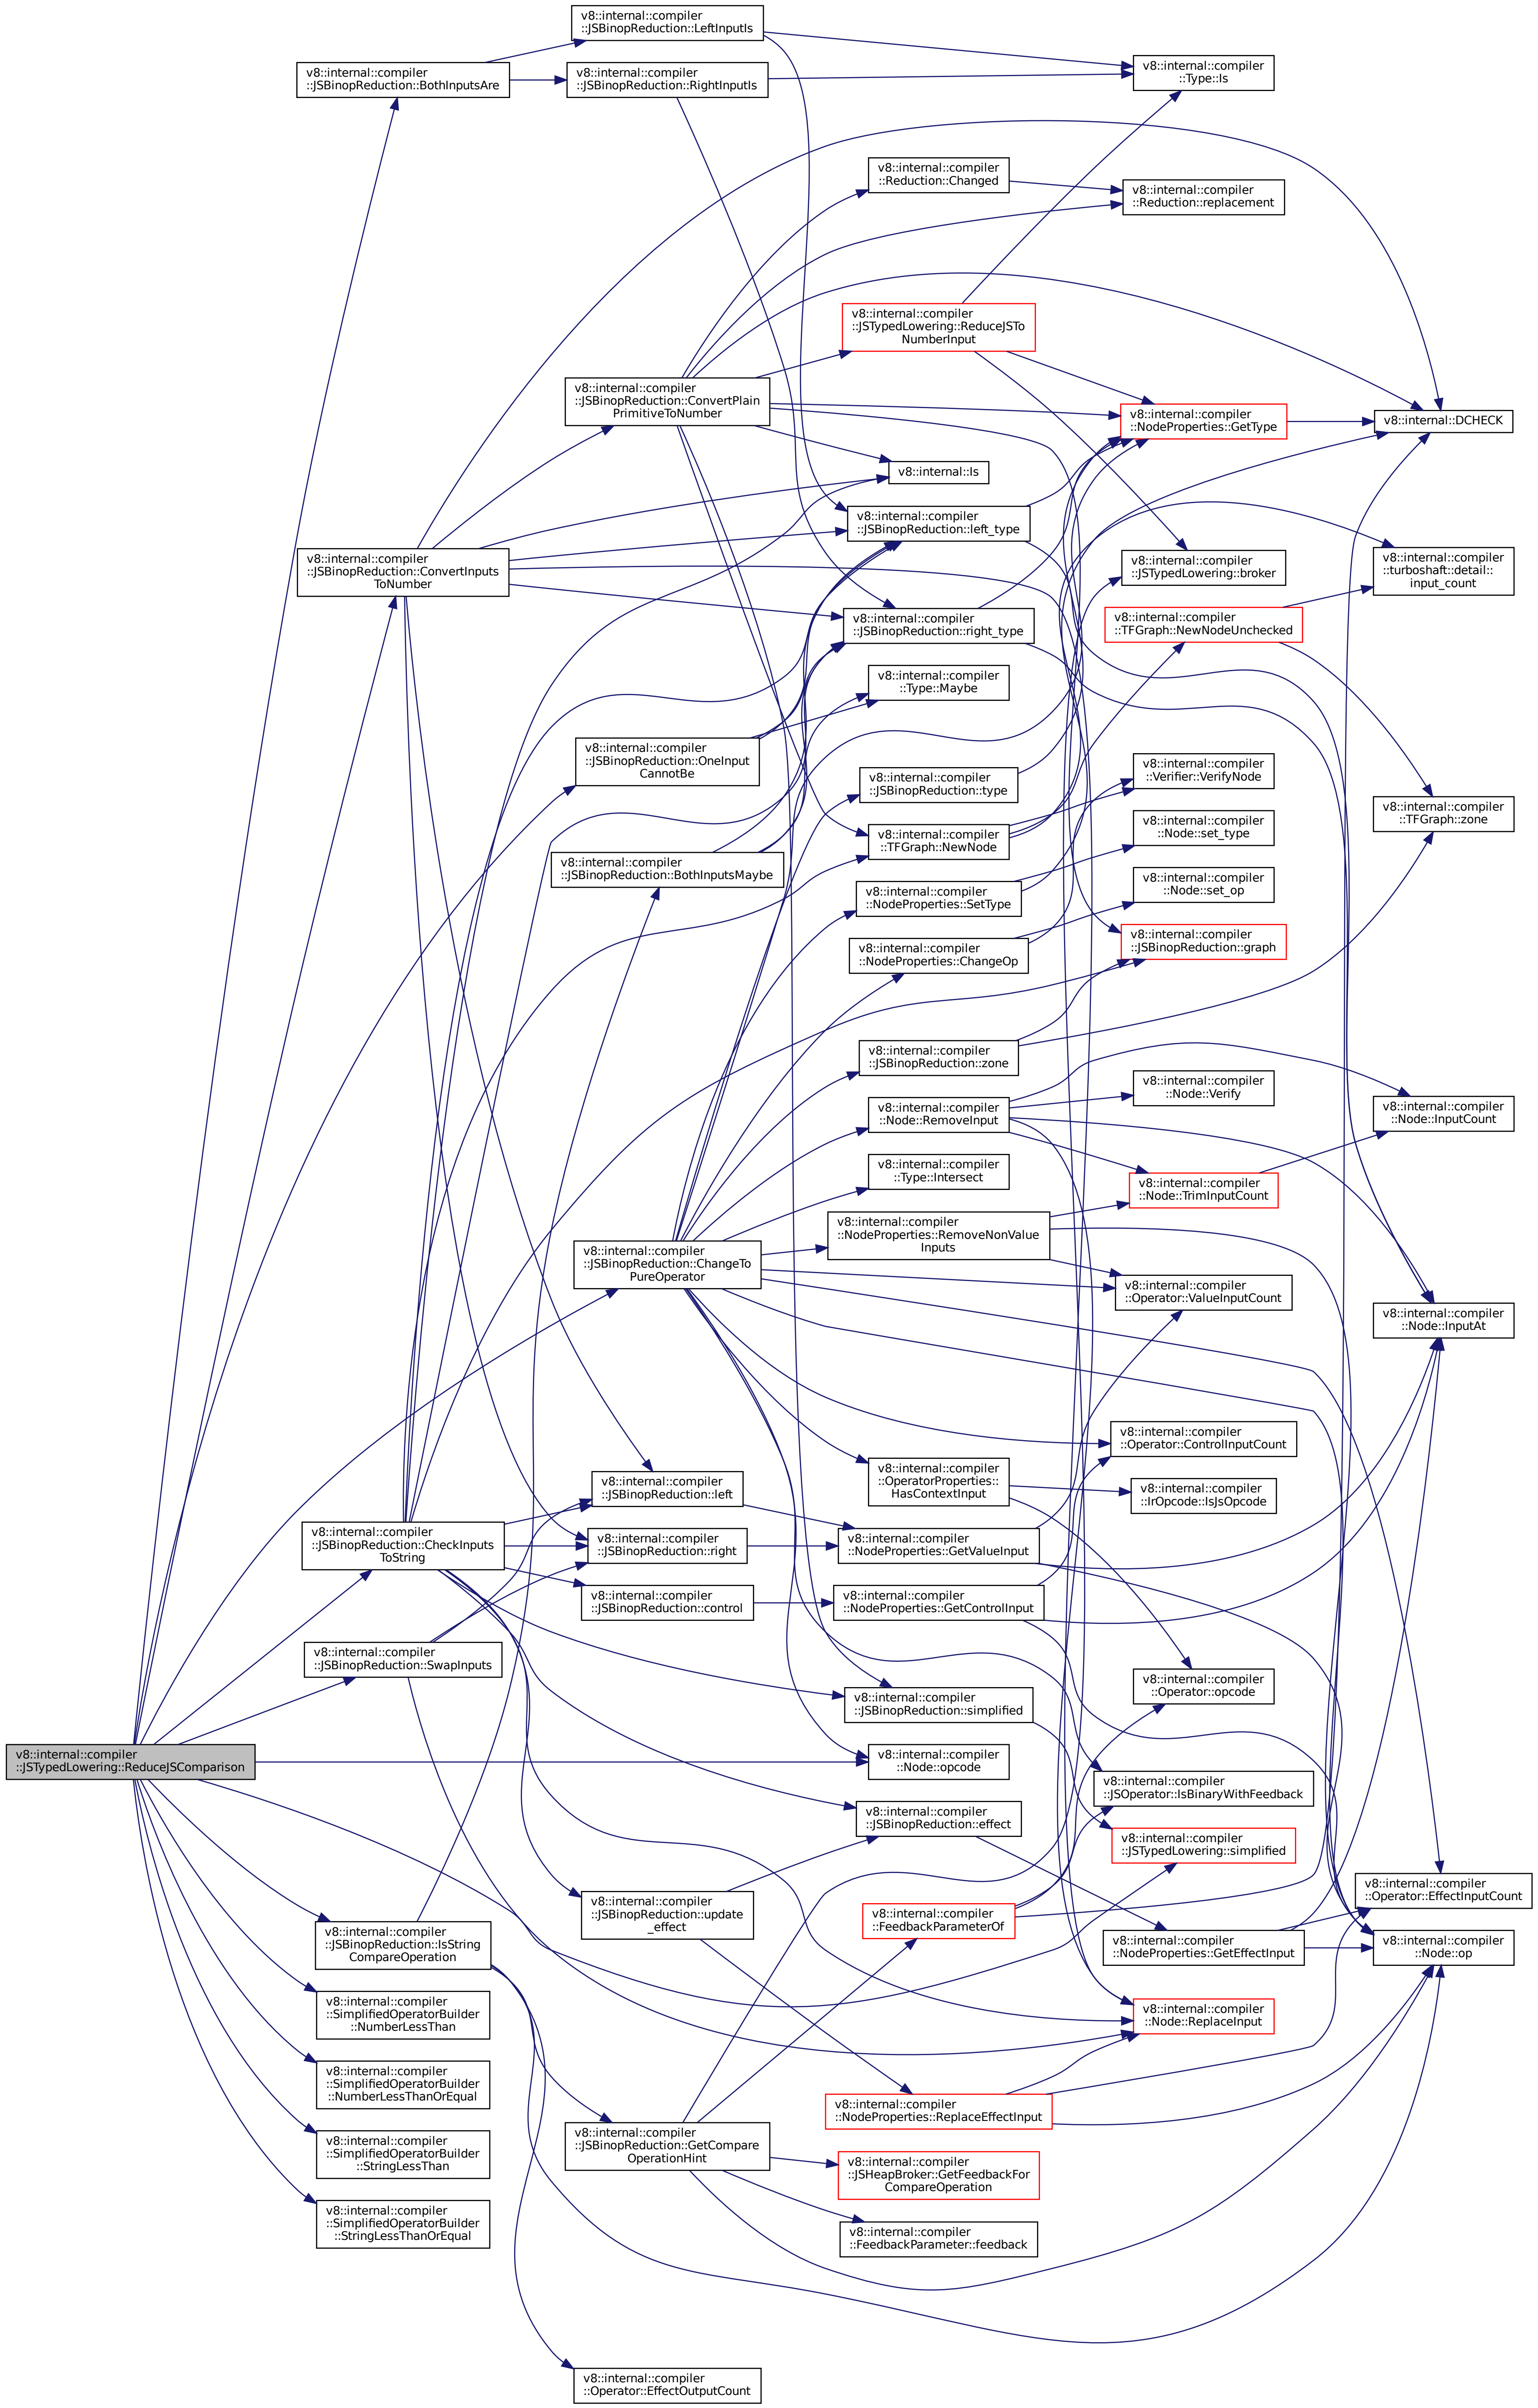 v8::internal::compiler
::JSTypedLowering::ReduceJSComparison
v8::internal::compiler
::JSBinopReduction::BothInputsAre
v8::internal::compiler
::JSBinopReduction::ConvertInputs
ToNumber
v8::internal::compiler
::JSBinopReduction::CheckInputs
ToString
v8::internal::compiler
::JSBinopReduction::SwapInputs
v8::internal::compiler
::JSBinopReduction::IsString
CompareOperation
v8::internal::compiler
::SimplifiedOperatorBuilder
::NumberLessThan
v8::internal::compiler
::SimplifiedOperatorBuilder
::NumberLessThanOrEqual
v8::internal::compiler
::SimplifiedOperatorBuilder
::StringLessThan
v8::internal::compiler
::SimplifiedOperatorBuilder
::StringLessThanOrEqual
v8::internal::compiler
::JSBinopReduction::LeftInputIs
v8::internal::compiler
::JSBinopReduction::RightInputIs
v8::internal::compiler
::JSBinopReduction::ConvertPlain
PrimitiveToNumber
v8::internal::compiler
::JSBinopReduction::OneInput
CannotBe
v8::internal::compiler
::JSBinopReduction::BothInputsMaybe
v8::internal::compiler
::JSBinopReduction::ChangeTo
PureOperator
v8::internal::compiler
::JSBinopReduction::left
v8::internal::compiler
::JSBinopReduction::right
v8::internal::compiler
::JSBinopReduction::control
v8::internal::compiler
::JSBinopReduction::update
_effect
v8::internal::compiler
::JSBinopReduction::GetCompare
OperationHint
v8::internal::compiler
::Operator::EffectOutputCount
v8::internal::compiler
::Reduction::Changed
v8::internal::compiler
::JSTypedLowering::ReduceJSTo
NumberInput
v8::internal::Is
v8::internal::compiler
::JSBinopReduction::left_type
v8::internal::compiler
::JSBinopReduction::right_type
v8::internal::compiler
::Type::Maybe
v8::internal::compiler
::JSBinopReduction::type
v8::internal::compiler
::TFGraph::NewNode
v8::internal::compiler
::NodeProperties::SetType
v8::internal::compiler
::NodeProperties::ChangeOp
v8::internal::compiler
::JSBinopReduction::zone
v8::internal::compiler
::Node::RemoveInput
v8::internal::compiler
::Type::Intersect
v8::internal::compiler
::NodeProperties::RemoveNonValue
Inputs
v8::internal::compiler
::OperatorProperties::
HasContextInput
v8::internal::compiler
::NodeProperties::GetValueInput
v8::internal::compiler
::NodeProperties::GetControlInput
v8::internal::compiler
::JSBinopReduction::simplified
v8::internal::compiler
::Node::opcode
v8::internal::compiler
::JSBinopReduction::effect
v8::internal::compiler
::FeedbackParameterOf
v8::internal::compiler
::NodeProperties::ReplaceEffectInput
v8::internal::compiler
::JSHeapBroker::GetFeedbackFor
CompareOperation
v8::internal::compiler
::FeedbackParameter::feedback
v8::internal::compiler
::Type::Is
v8::internal::compiler
::Reduction::replacement
v8::internal::compiler
::NodeProperties::GetType
v8::internal::compiler
::JSTypedLowering::broker
v8::internal::compiler
::TFGraph::NewNodeUnchecked
v8::internal::compiler
::Verifier::VerifyNode
v8::internal::compiler
::Node::set_type
v8::internal::compiler
::Node::set_op
v8::internal::compiler
::JSBinopReduction::graph
v8::internal::compiler
::Node::Verify
v8::internal::compiler
::Node::TrimInputCount
v8::internal::compiler
::Operator::ValueInputCount
v8::internal::compiler
::Operator::ControlInputCount
v8::internal::compiler
::IrOpcode::IsJsOpcode
v8::internal::compiler
::Operator::opcode
v8::internal::compiler
::JSOperator::IsBinaryWithFeedback
v8::internal::compiler
::JSTypedLowering::simplified
v8::internal::compiler
::NodeProperties::GetEffectInput
v8::internal::compiler
::Node::ReplaceInput
v8::internal::DCHECK
v8::internal::compiler
::turboshaft::detail::
input_count
v8::internal::compiler
::TFGraph::zone
v8::internal::compiler
::Node::InputCount
v8::internal::compiler
::Node::InputAt
v8::internal::compiler
::Operator::EffectInputCount
v8::internal::compiler
::Node::op